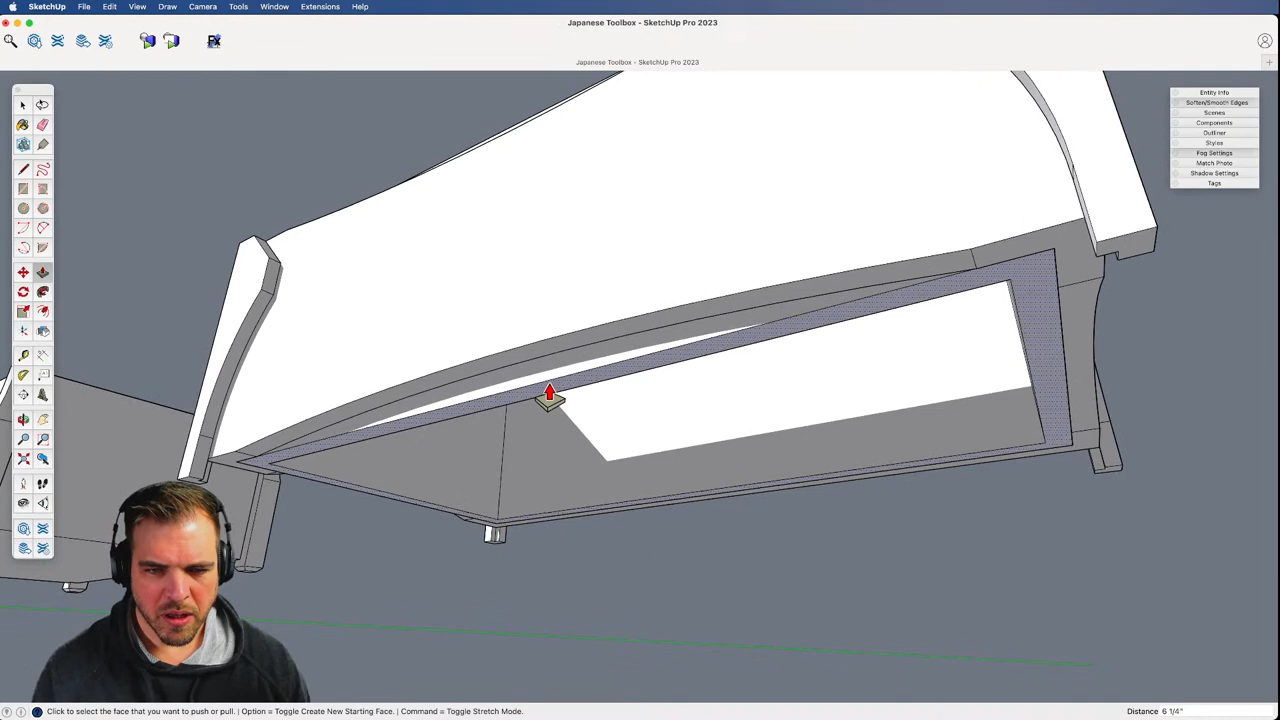 SketchUp File Edit View Draw Camera Tools Window Extensions Help
Japanese Toolbox - SketchUp Pro 2023
Japanese Toolbox - SketchUp Pro 2023
Entity Info
Soften/Smooth Edges
Scenes
Components
Outliner
Styles
Fog Settings
Match Photo
Shadow Settings
Tags
Click to select the face that you want to push or pull. | Option = Toggle Create New Starting Face. | Command = Toggle Stretch Mode.
Distance 6 1/4"